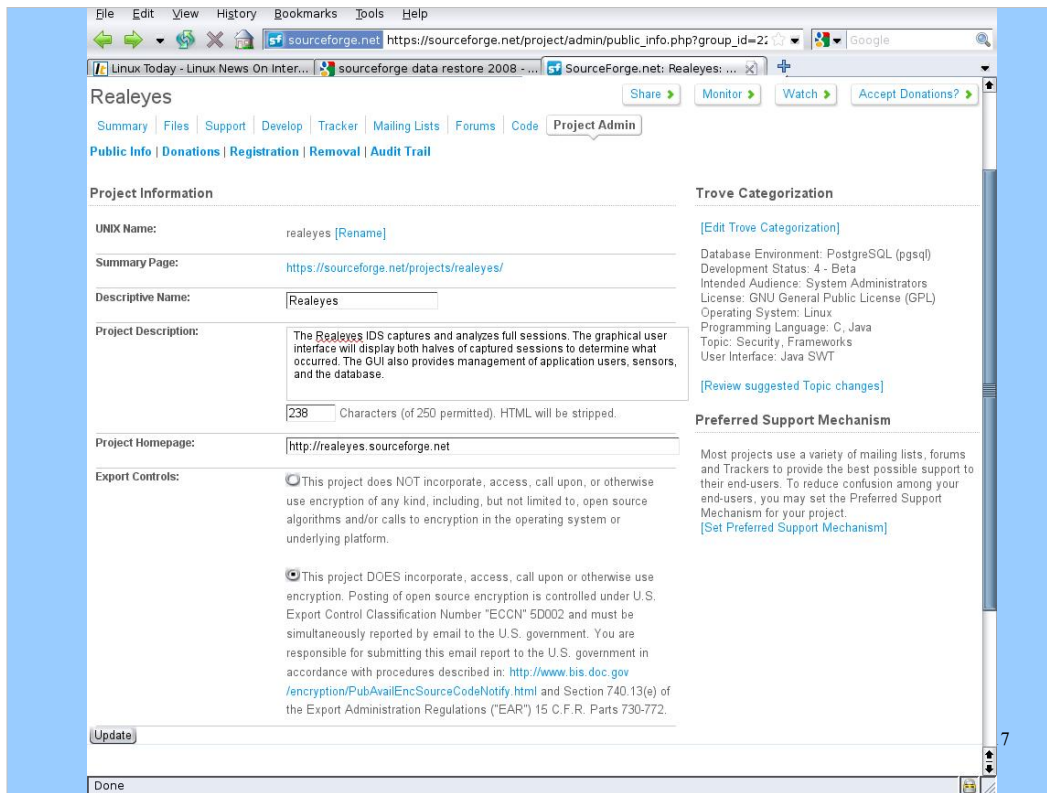 File Edit View History Bookmarks Tools Help
sourceforge.net https://sourceforge.net/project/admin/public_info.php?group_id=22 Google
Linux Today - Linux News On Inter... sourceforge data restore 2008 - ... SourceForge.net: Realeyes: ...
Realeyes
Share Monitor Watch Accept Donations?
Summary Files Support Develop Tracker Mailing Lists Forums Code Project Admin
Public Info | Donations | Registration | Removal | Audit Trail
Project Information
UNIX Name: realeyes [Rename]
Summary Page: https://sourceforge.net/projects/realeyes/
Descriptive Name: Realeyes
Project Description: The Realeyes IDS captures and analyzes full sessions. The graphical user
interface will display both halves of captured sessions to determine what
occurred. The GUI also provides management of application users, sensors,
and the database.
238 Characters (of 250 permitted). HTML will be stripped.
Project Homepage: http://realeyes.sourceforge.net
Export Controls: This project does NOT incorporate, access, call upon, or otherwise
use encryption of any kind, including, but not limited to, open source
algorithms and/or calls to encryption in the operating system or
underlying platform.
This project DOES incorporate, access, call upon or otherwise use
encryption. Posting of open source encryption is controlled under U.S.
Export Control Classification Number "ECCN" 5D002 and must be
simultaneously reported by email to the U.S. government. You are
responsible for submitting this email report to the U.S. government in
accordance with procedures described in: http://www.bis.doc.gov
/encryption/PubAvailEncSourceCodeNotify.html and Section 740.13(e) of
the Export Administration Regulations ("EAR") 15 C.F.R. Parts 730-772.
Update
Trove Categorization
[Edit Trove Categorization]
Database Environment: PostgreSQL (pgsql)
Development Status: 4 - Beta
Intended Audience: System Administrators
License: GNU General Public License (GPL)
Operating System: Linux
Programming Language: C, Java
Topic: Security, Frameworks
User Interface: Java SWT
[Review suggested Topic changes]
Preferred Support Mechanism
Most projects use a variety of mailing lists, forums
and Trackers to provide the best possible support to
their end-users. To reduce confusion among your
end-users, you may set the Preferred Support
Mechanism for your project.
[Set Preferred Support Mechanism]
7
Done